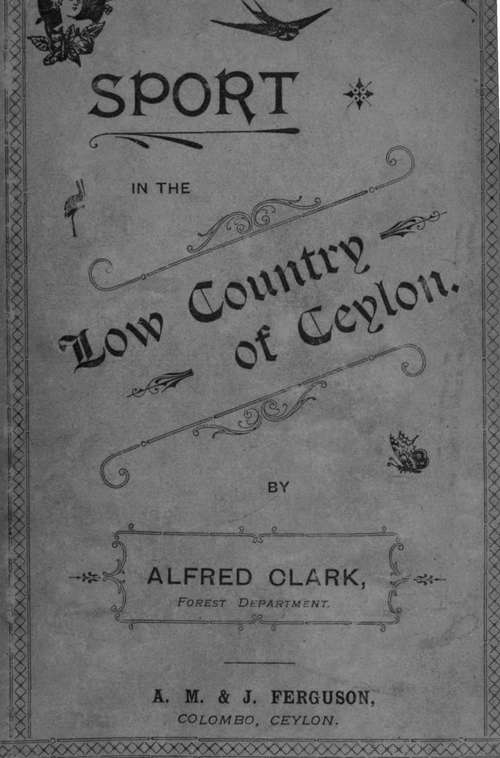 SPORT
IN THE
Low Country
of Ceylon.
BY
ALFRED CLARK,
FOREST DEPARTMENT.
A. M. & J. FERGUSON,
COLOMBO, CEYLON.